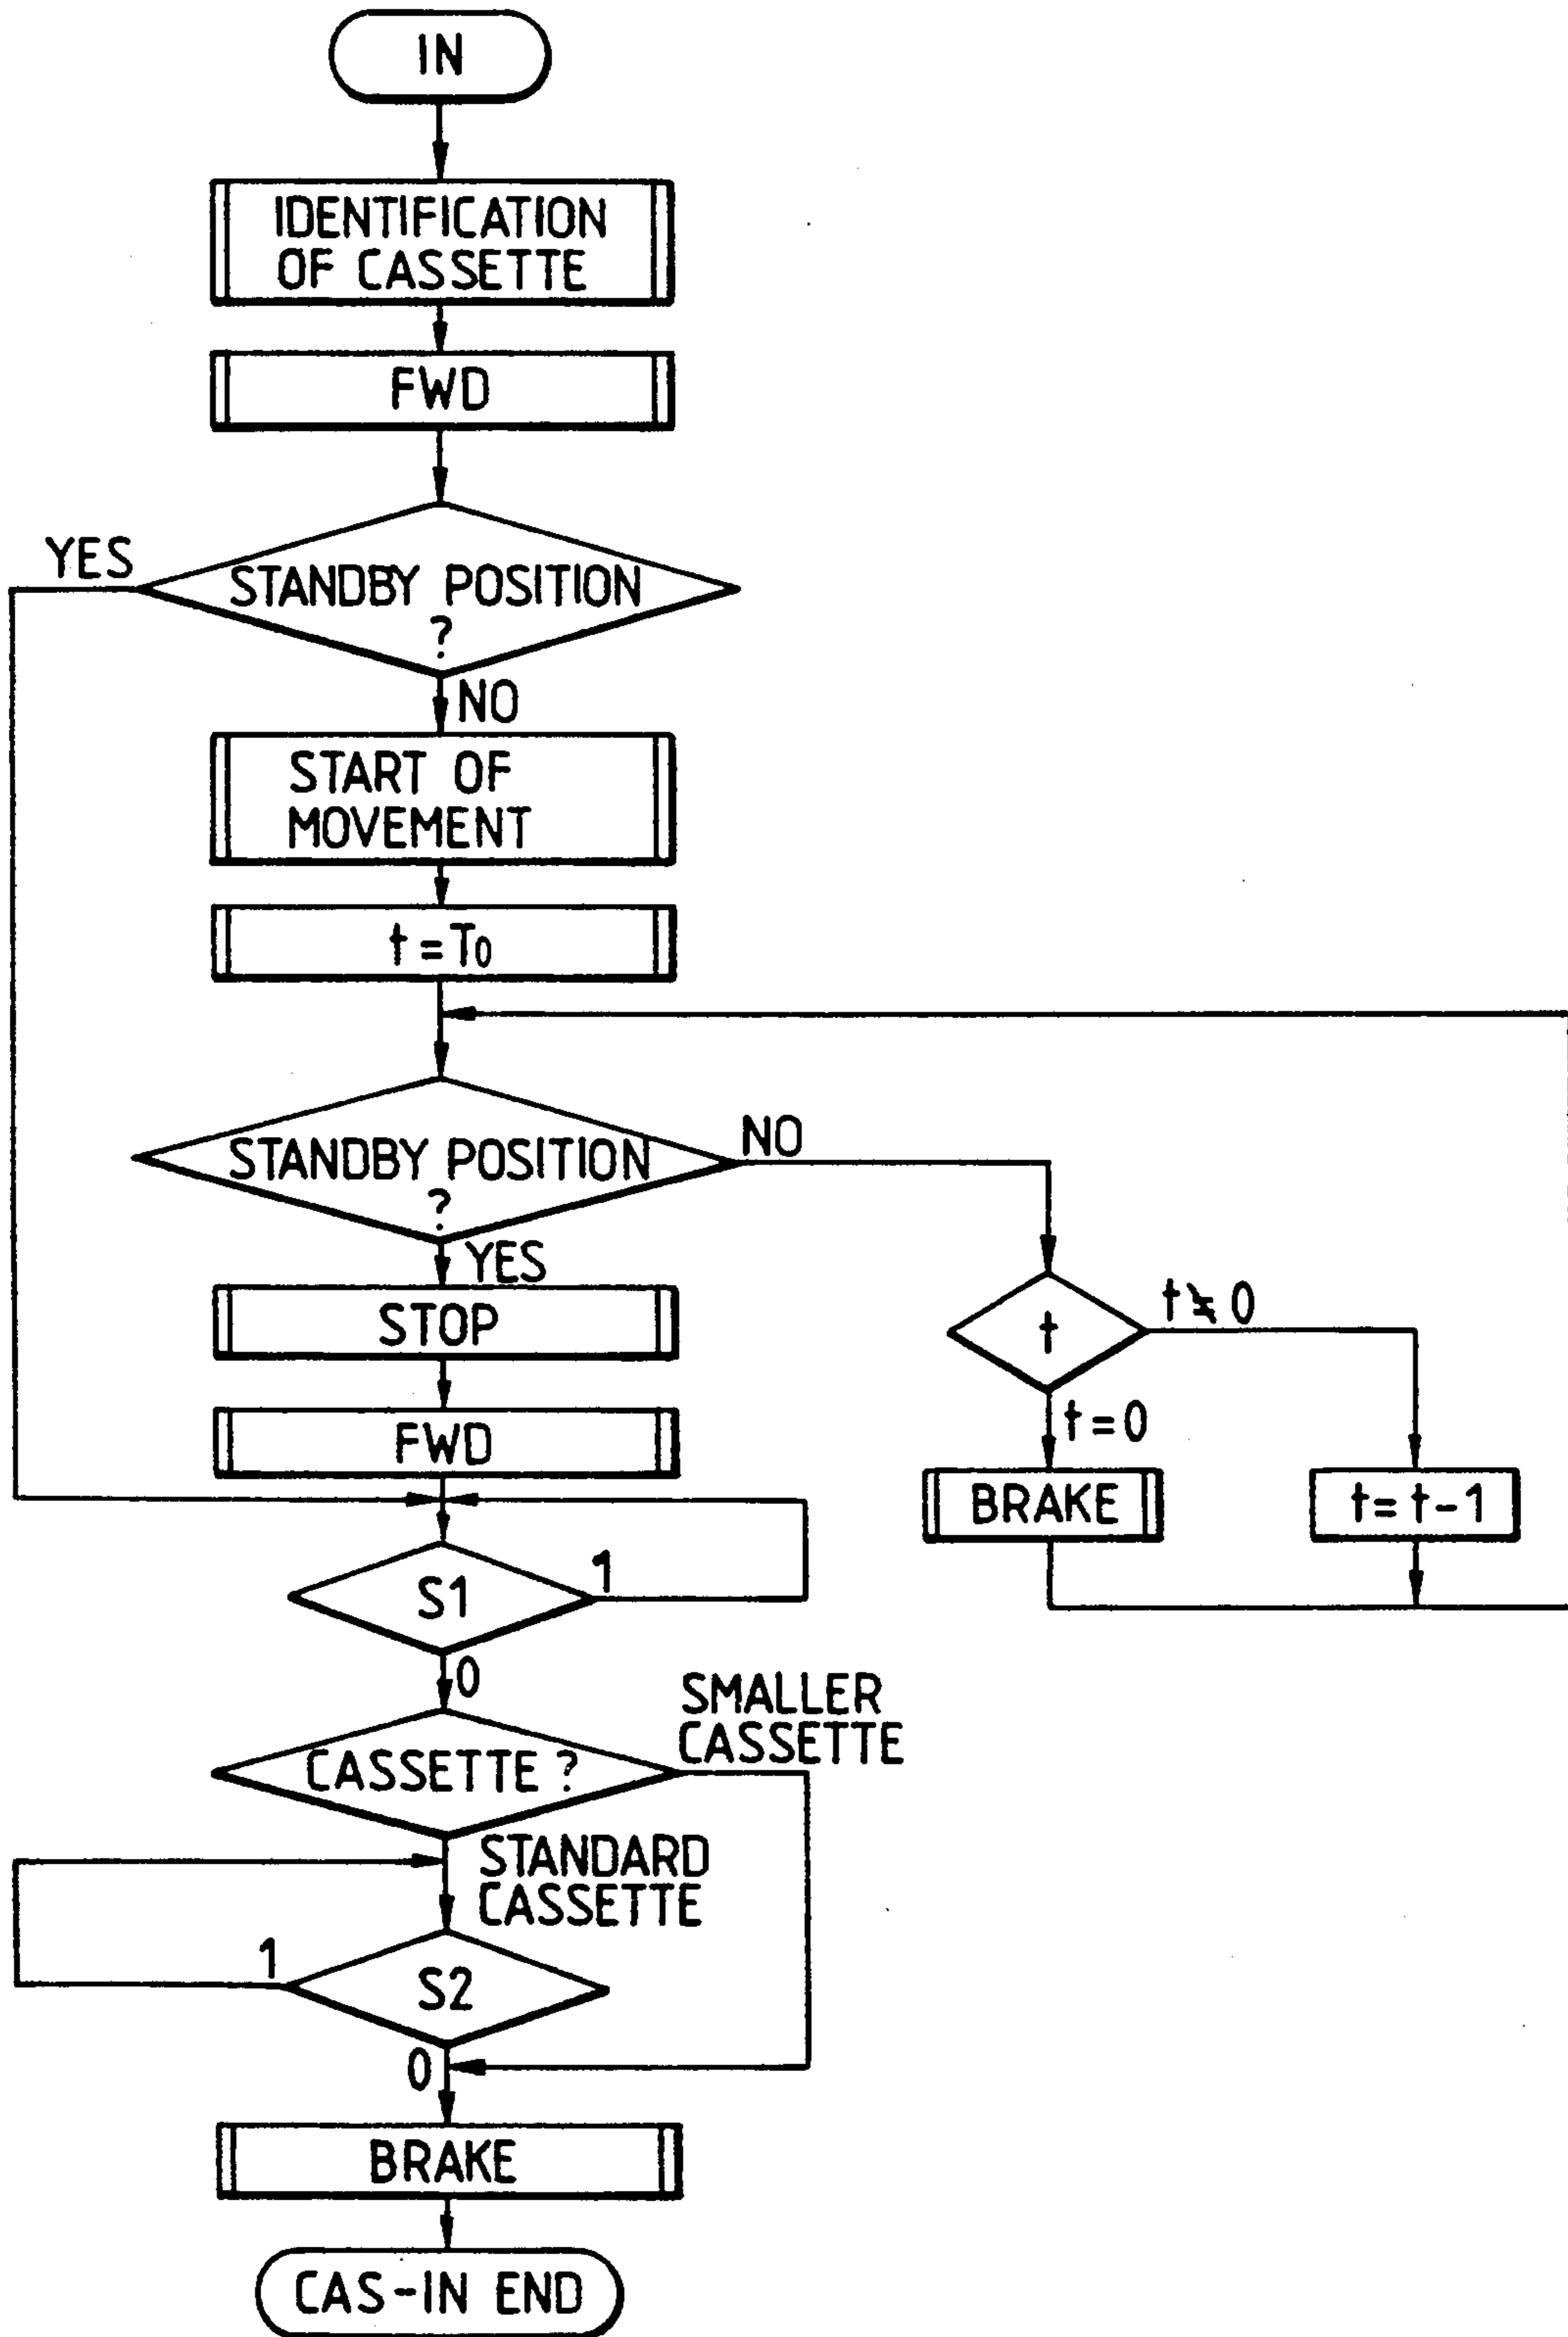 IN
IDENTIFICATION
OF CASSETTE
FWD
YES
STANDBY POSITION
?
NO
START OF
MOVEMENT
t = T0
STANDBY POSITION
?
NO
YES
STOP
t
t ≠ 0
t = 0
FWD
BRAKE
t = t - 1
S1
1
0
SMALLER
CASSETTE
CASSETTE ?
STANDARD
CASSETTE
1
S2
0
BRAKE
CAS-IN END